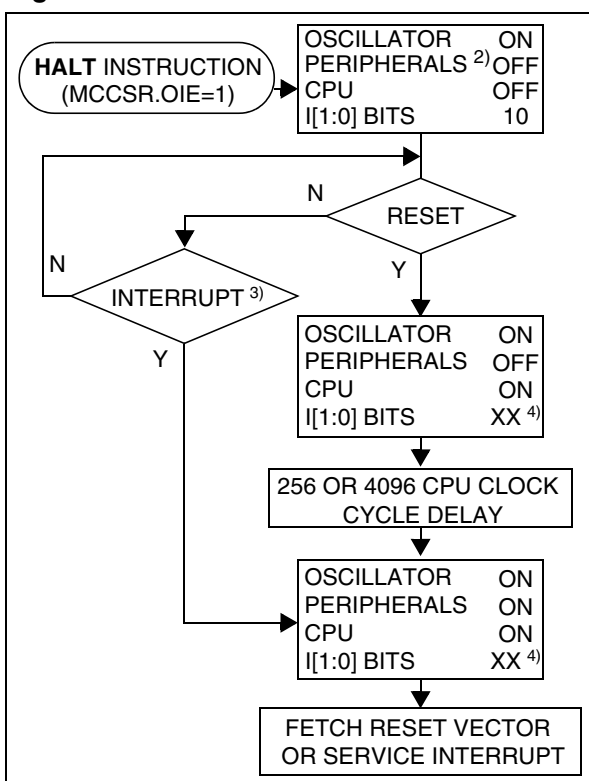 HALT INSTRUCTION
(MCCSR.OIE=1)
OSCILLATOR ON
PERIPHERALS 2) OFF
CPU OFF
I[1:0] BITS 10
RESET
N
Y
INTERRUPT 3)
N
Y
OSCILLATOR ON
PERIPHERALS OFF
CPU ON
I[1:0] BITS XX 4)
256 OR 4096 CPU CLOCK
CYCLE DELAY
OSCILLATOR ON
PERIPHERALS ON
CPU ON
I[1:0] BITS XX 4)
FETCH RESET VECTOR
OR SERVICE INTERRUPT